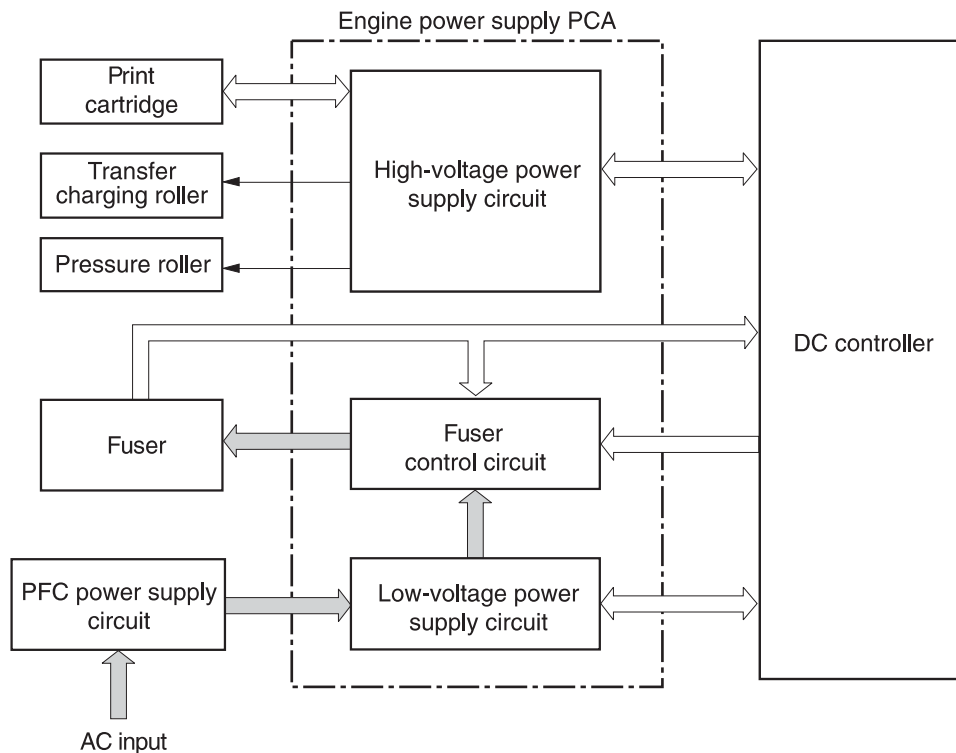 Engine power supply PCA
Print
cartridge
Transfer
charging roller
Pressure roller
High-voltage power
supply circuit
DC controller
Fuser
Fuser
control circuit
PFC power supply
circuit
Low-voltage power
supply circuit
AC input